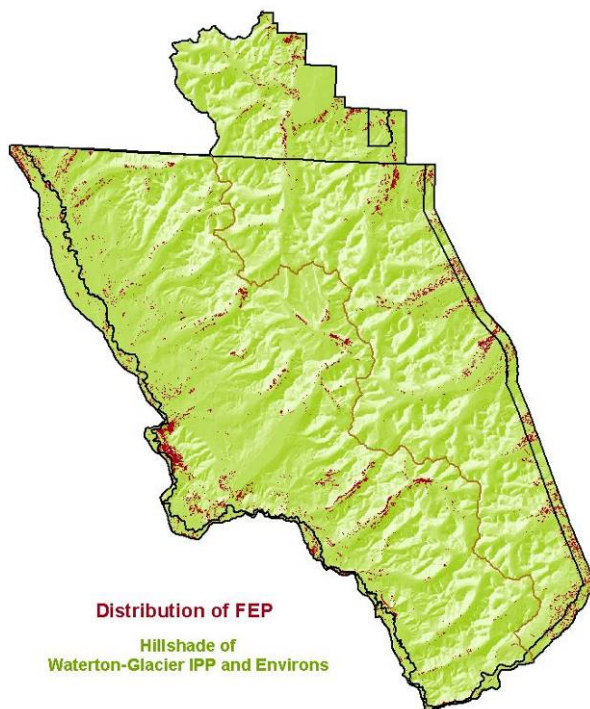 Distribution of FEP
Hillshade of
Waterton-Glacier IPP and Environs